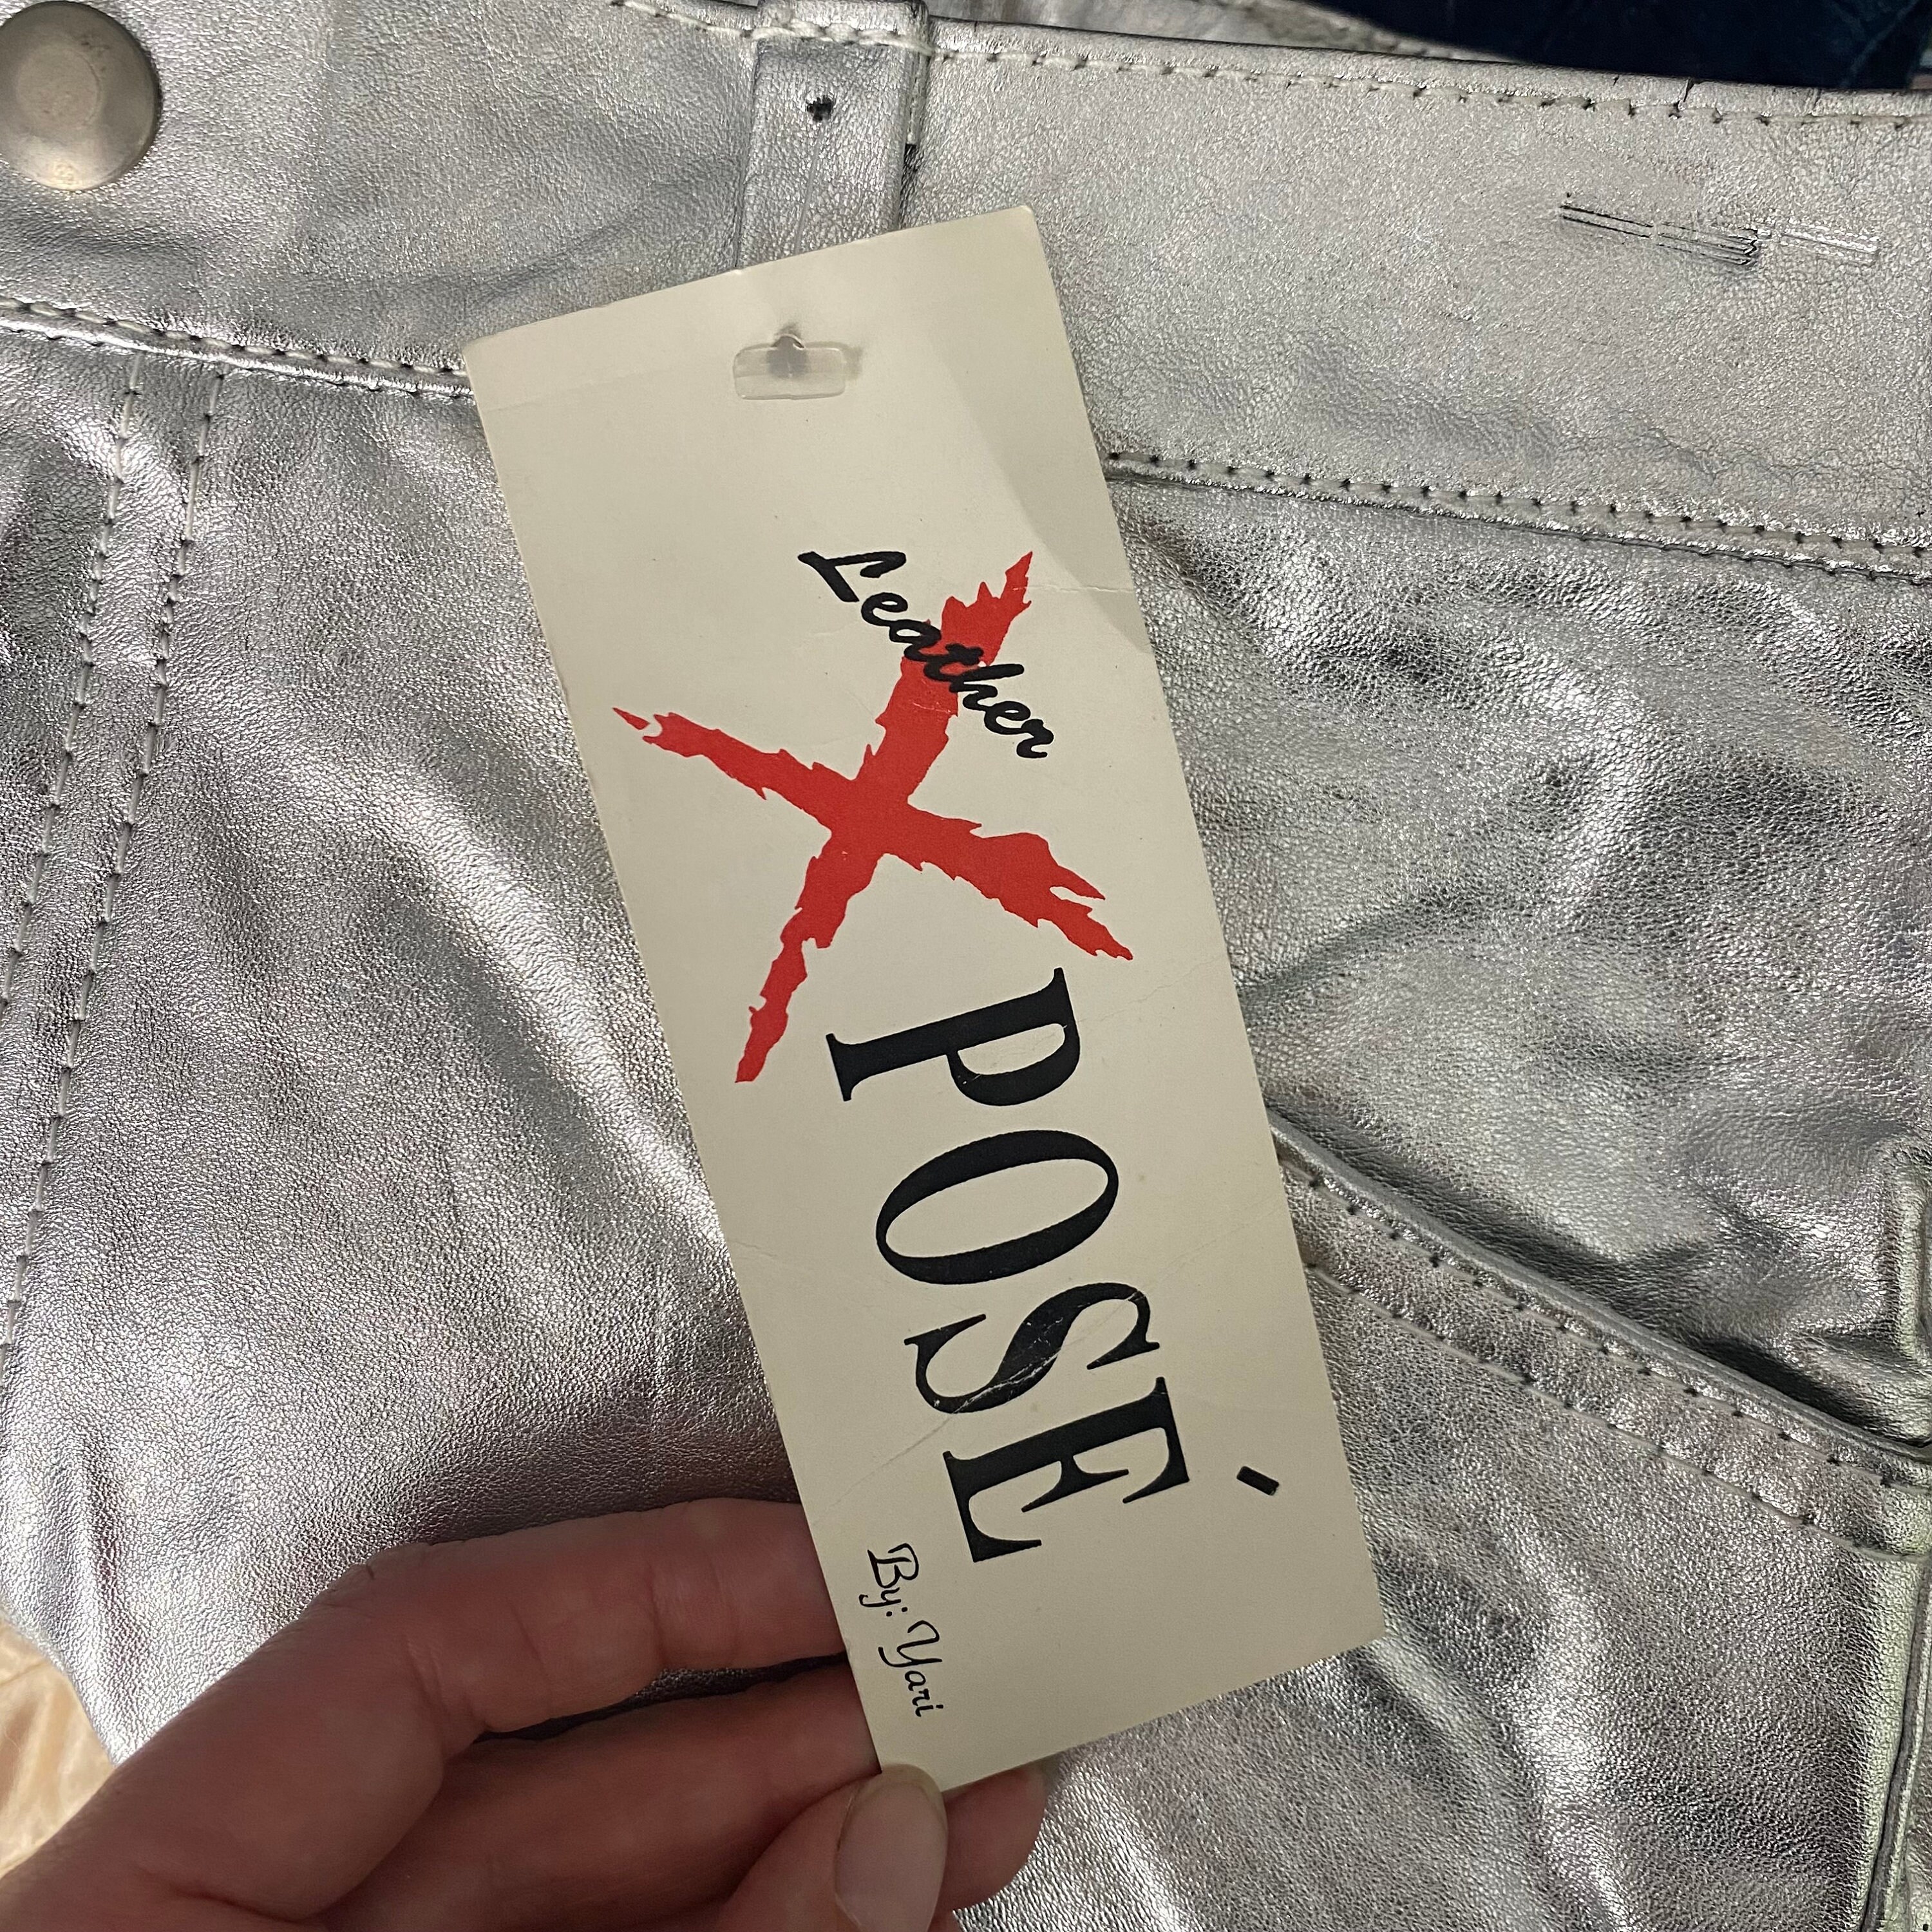 Leather
X POSÉ
By: Yari